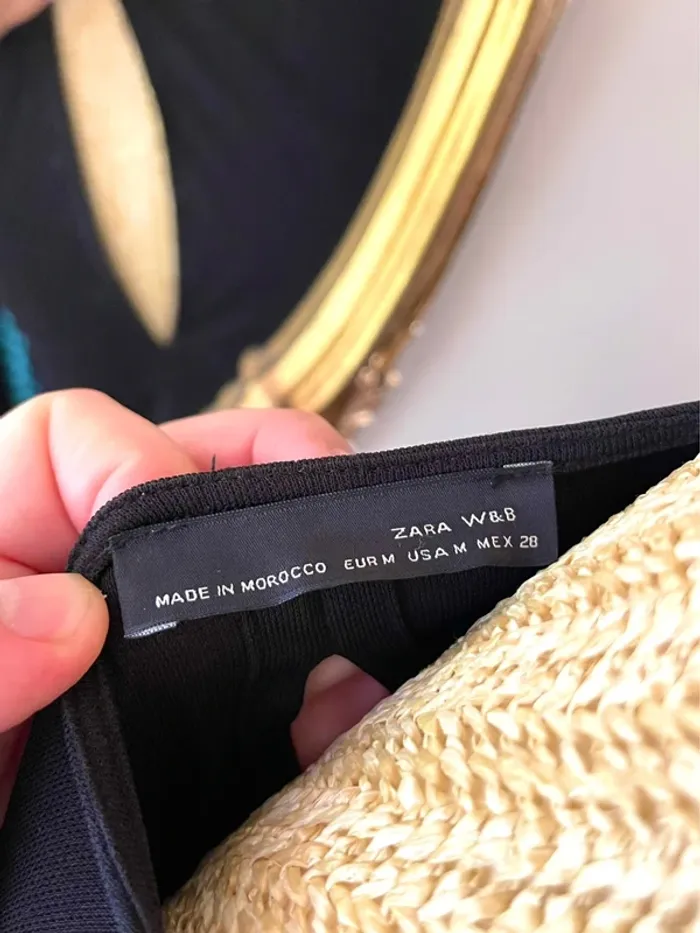 ZARA W&B
MADE IN MOROCCO EUR M USA M MEX 28